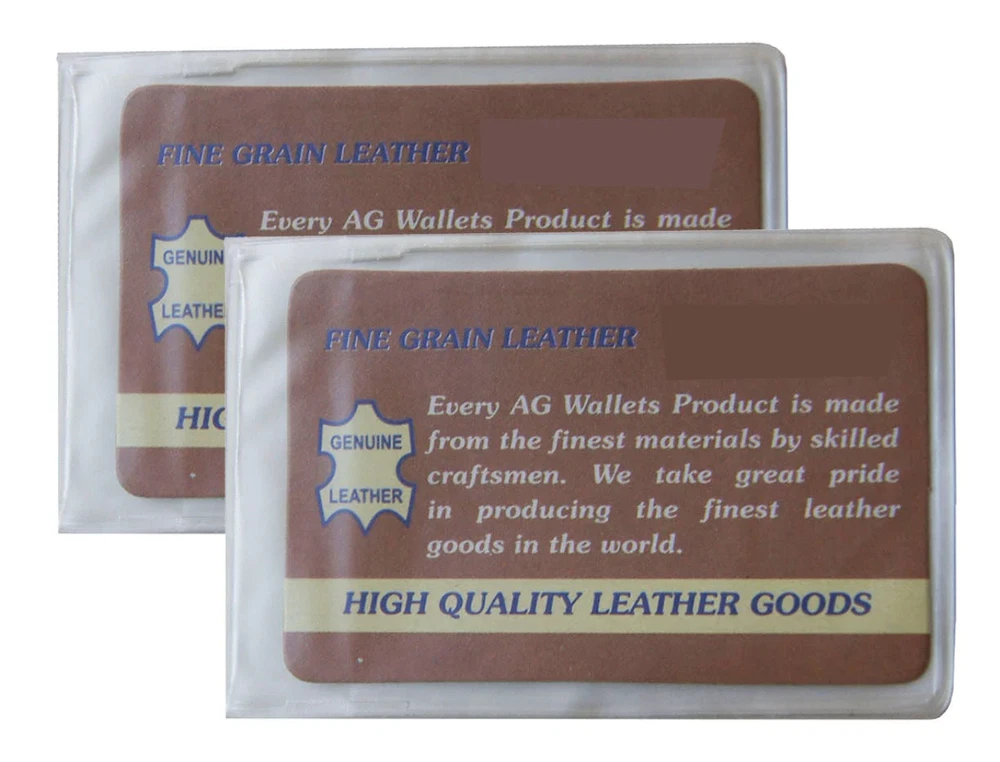 FINE GRAIN LEATHER
Every AG Wallets Product is made
GENUIN
LEATHE
HIG
FINE GRAIN LEATHER
Every AG Wallets Product is made
from the finest materials by skilled
craftsmen. We take great pride
in producing the finest leather
goods in the world.
GENUINE
LEATHER
HIGH QUALITY LEATHER GOODS